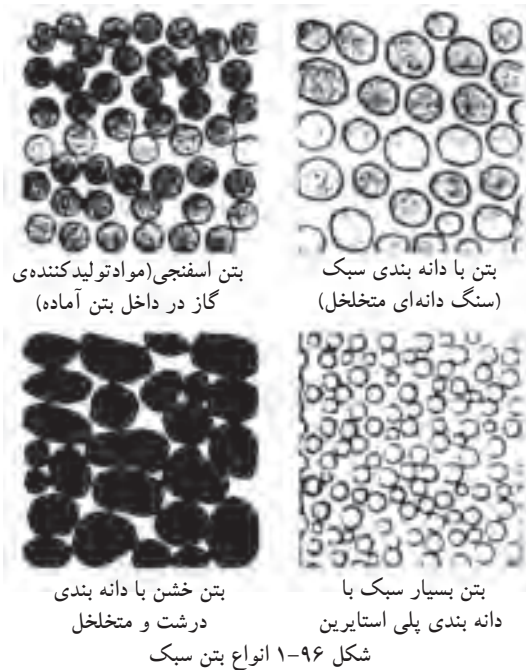 بتن با دانه بندی سبک
(سنگ دانه‌ای متخلخل)
بتن اسفنجی(موادتولیدکننده‌ی
گاز در داخل بتن آماده)
بتن بسیار سبک با
دانه بندی پلی استایرین
بتن خشن با دانه بندی
درشت و متخلخل
شکل ۹۶–۱ انواع بتن سبک